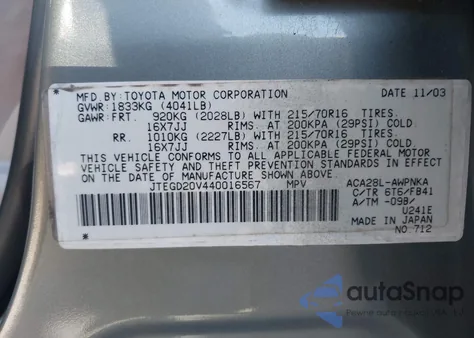 MFD.BY: TOYOTA MOTOR CORPORATION DATE 11/03
GVWR: 1833KG (4041LB)
GAWR: FRT. 920KG (2028LB) WITH 215/70R16 TIRES.
16X7JJ RIMS. AT 200KPA (29PSI) COLD.
RR. 1010KG (2227LB) WITH 215/70R16 TIRES.
16X7JJ RIMS. AT 200KPA (29PSI) COLD.
THIS VEHICLE CONFORMS TO ALL APPLICABLE FEDERAL MOTOR
VEHICLE SAFETY AND THEFT PREVENTION STANDARDS IN
EFFECT ON THE DATE OF MANUFACTURE SHOWN ABOVE.
JTEGD20V440016567 MPV ACA28L-AWPNKA
C/TR 6T6/FB41
A/TM -09B/
U241E
MADE IN JAPAN
NO.712
autoSnap